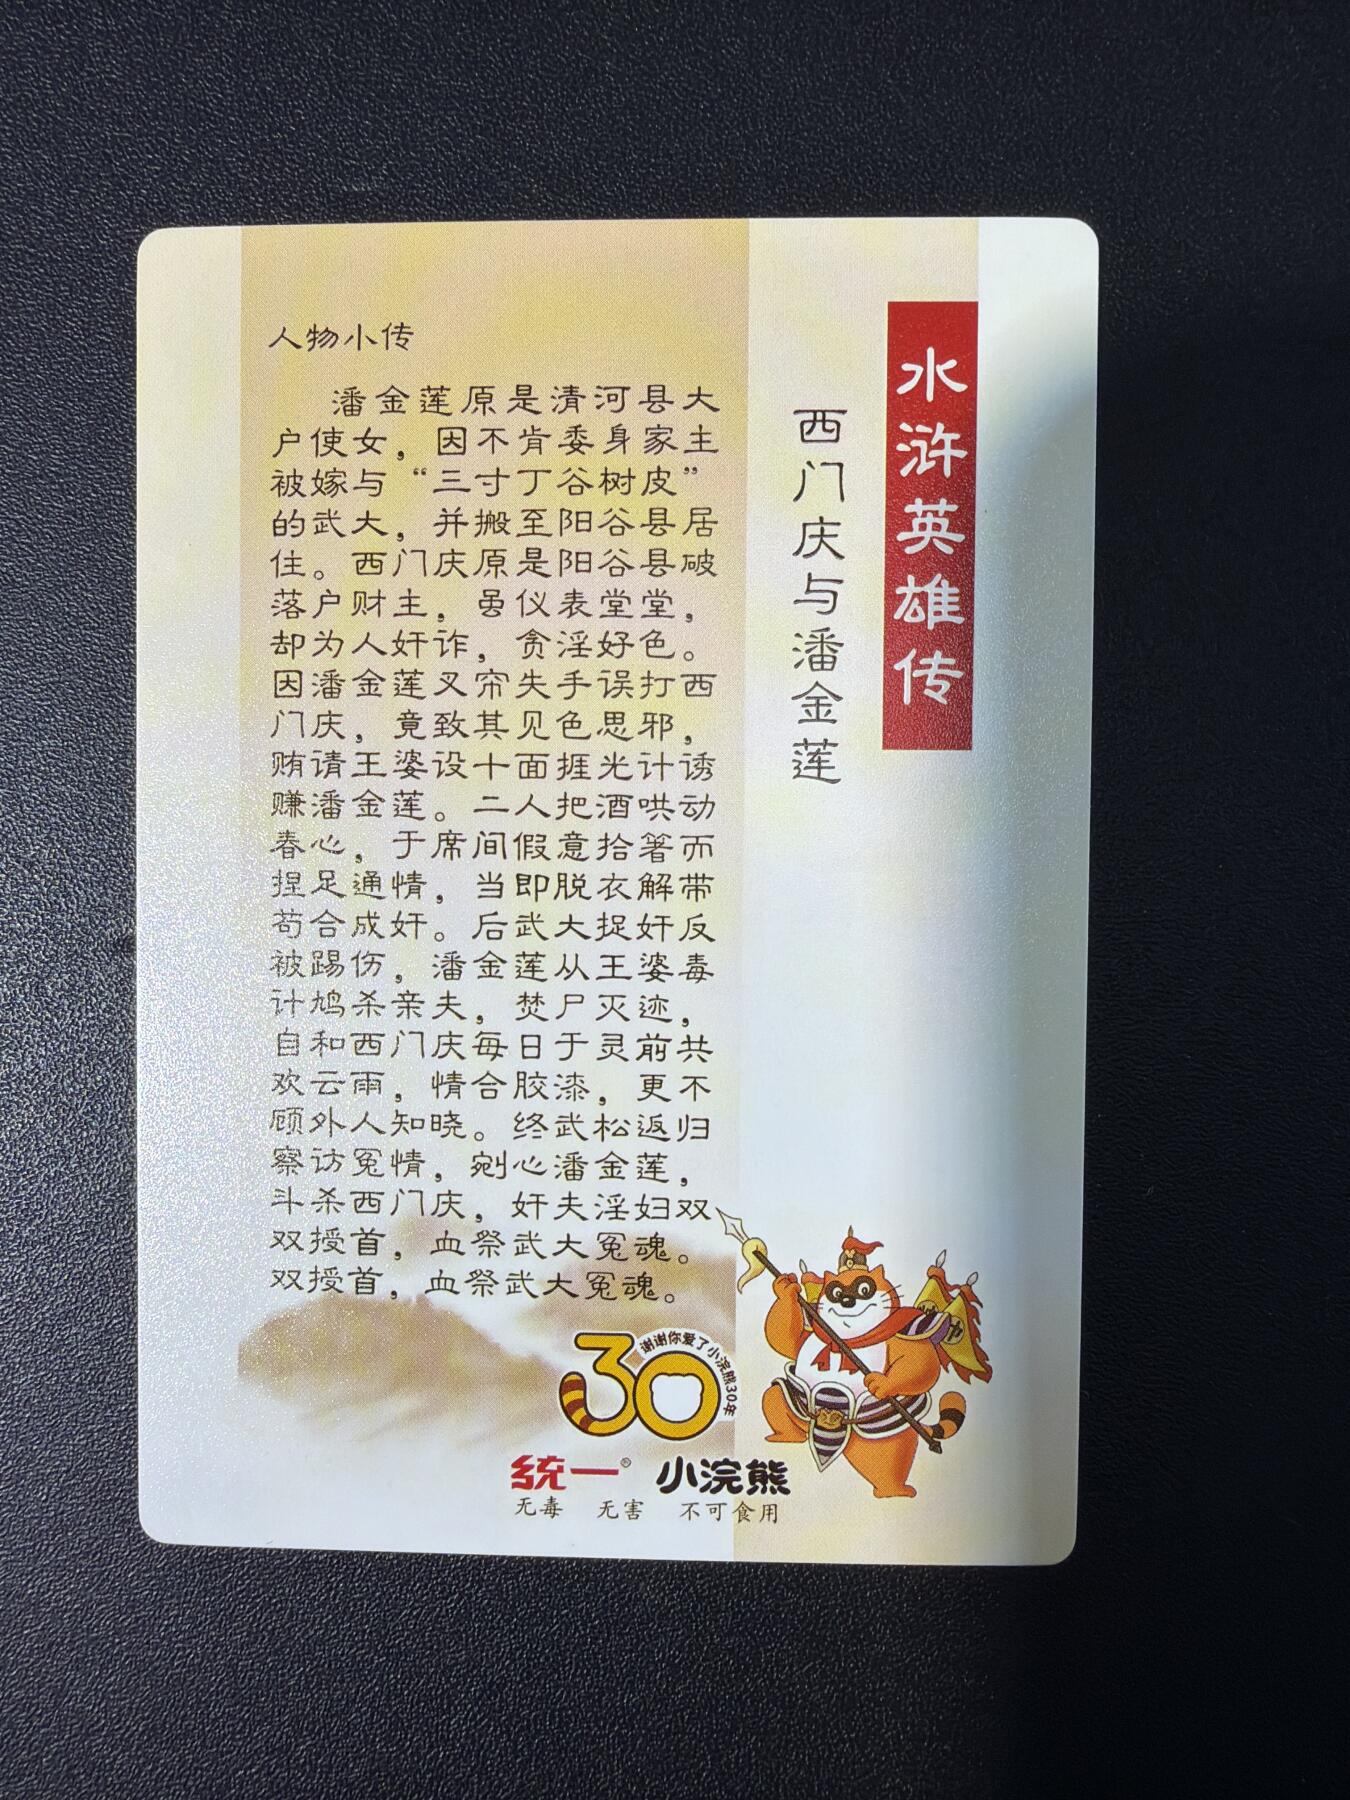 水浒英雄传
西门庆与潘金莲
人物小传
潘金莲原是清河县大
户使女，因不肯委身家主
被嫁与“三寸丁谷树皮”
的武大，并搬至阳谷县居
住。西门庆原是阳谷县破
落户财主，虽仪表堂堂，
却为人奸诈，贪淫好色。
因潘金莲叉帘失手误打西
门庆，竟致其见色思邪，
贿请王婆设十面捱光计诱
赚潘金莲。二人把酒哄动
春心，于席间假意拾箸而
捏足通情，当即脱衣解带
苟合成奸。后武大捉奸反
被踢伤，潘金莲从王婆毒
计鸠杀亲夫，焚尸灭迹，
自和西门庆每日于灵前共
欢云雨，情合胶漆，更不
顾外人知晓。终武松返归
察访冤情，剜心潘金莲，
斗杀西门庆，奸夫淫妇双
双授首，血祭武大冤魂。
双授首，血祭武大冤魂。
30
谢谢你爱了小浣熊30年
统一® 小浣熊
无毒 无害 不可食用